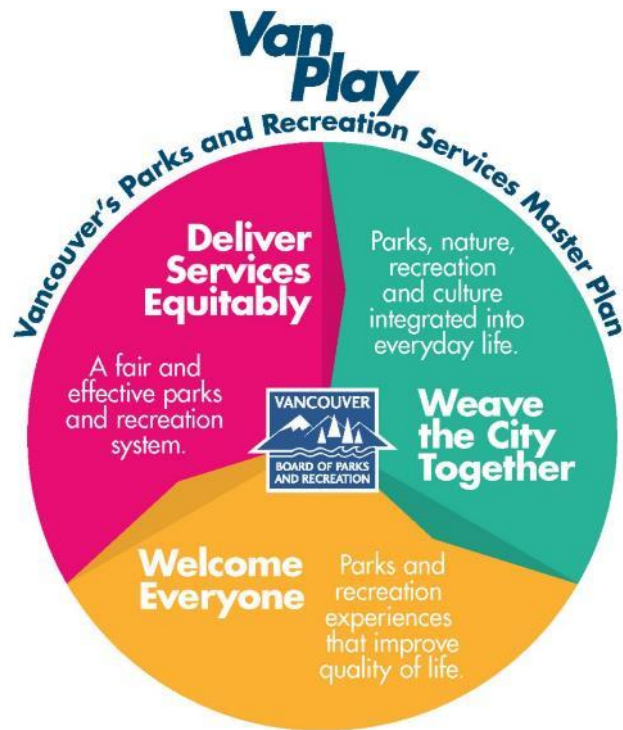 Van
Play
Vancouver's Parks and Recreation Services Master Plan
Deliver
Services
Equitably
A fair and
effective parks
and recreation
system.
Parks, nature,
recreation
and culture
integrated into
everyday life.
Weave
the City
Together
VANCOUVER
BOARD OF PARKS
AND RECREATION
Welcome
Everyone
Parks and
recreation
experiences
that improve
quality of life.